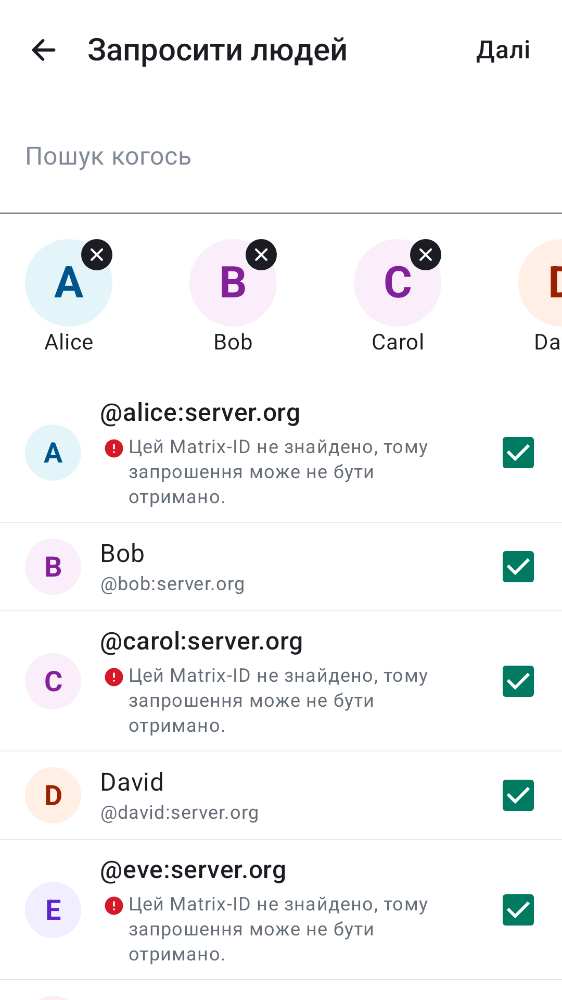 Запросити людей
Далі
Пошук когось
A
B
C
Alice
Bob
Carol
Da
@alice:server.org
A
Цей Matrix-ID не знайдено, тому
запрошення може не бути
отримано.
Bob
B
@bob:server.org
@carol:server.org
C
Цей Matrix-ID не знайдено, тому
запрошення може не бути
отримано.
David
D
@david:server.org
@eve:server.org
E
Цей Matrix-ID не знайдено, тому
запрошення може не бути
отримано.